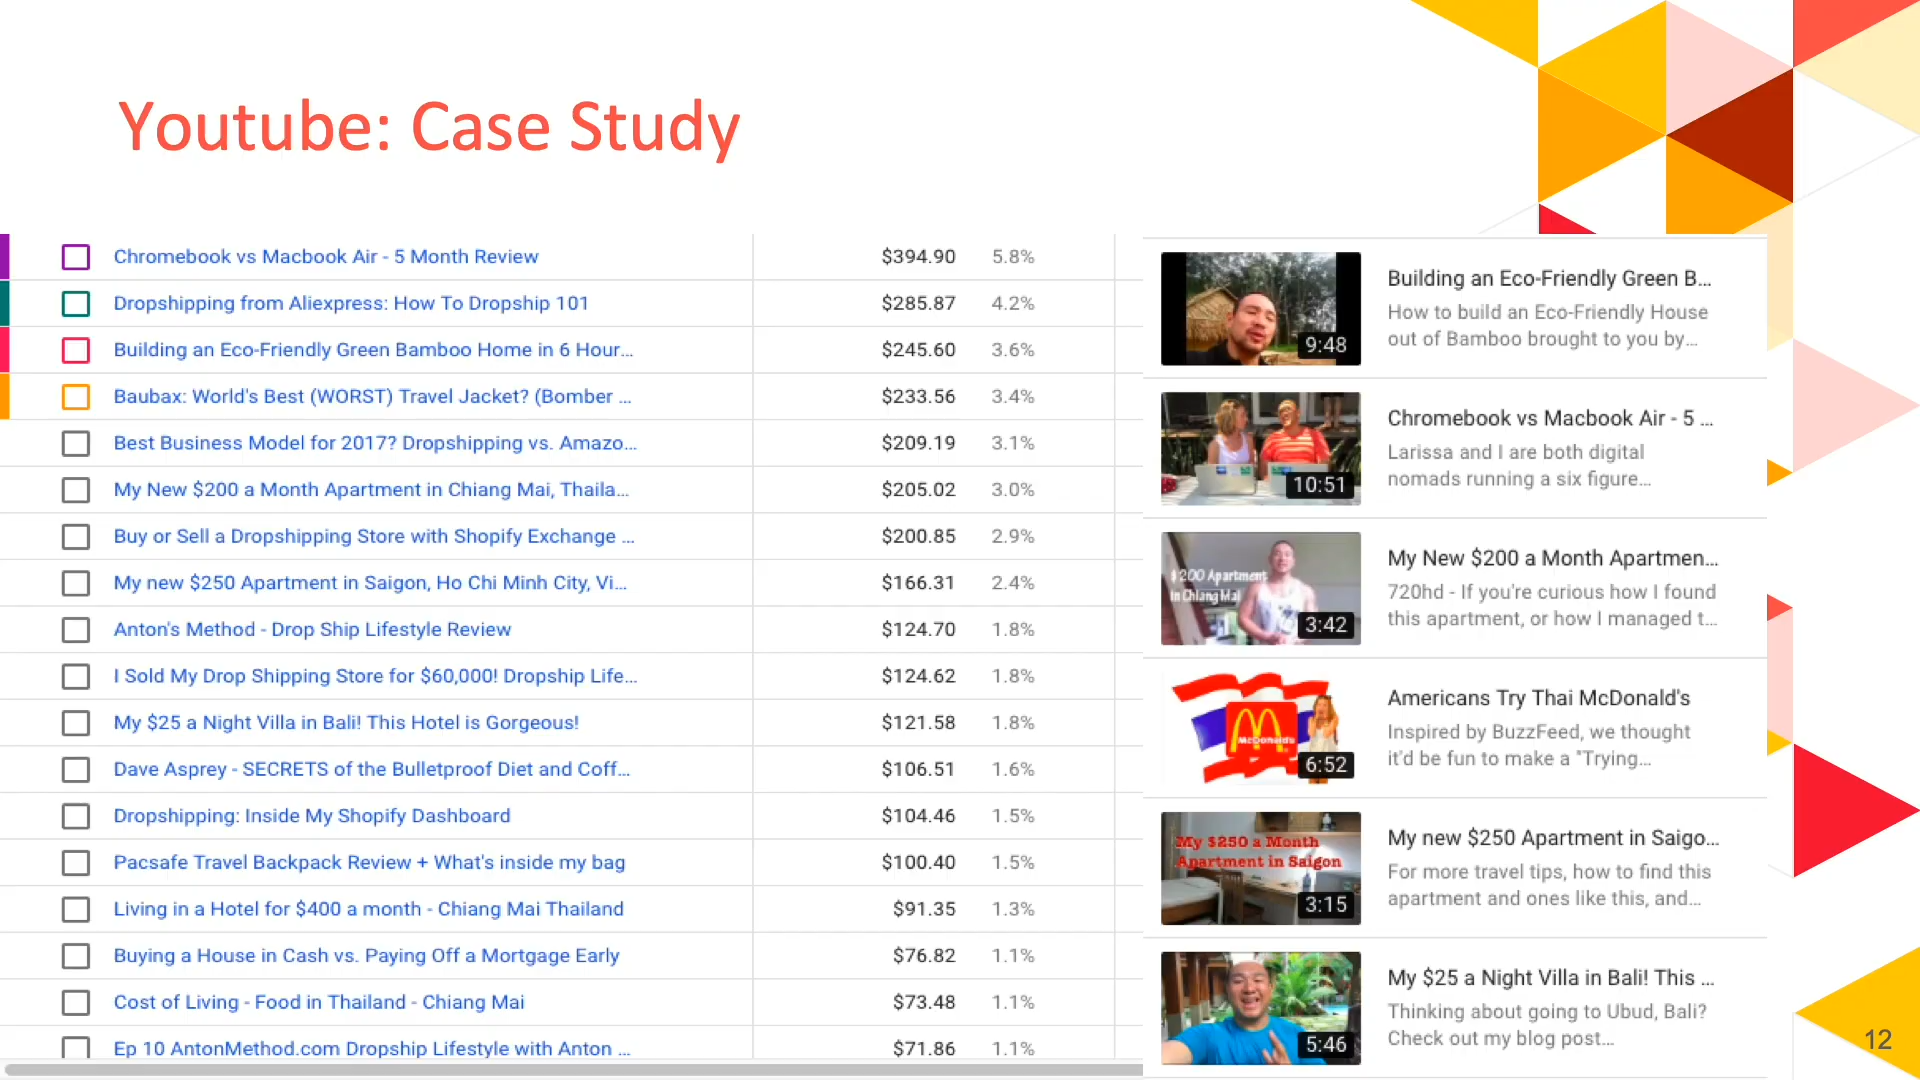 Youtube: Case Study
Chromebook vs Macbook Air - 5 Month Review $394.90 5.8%
Dropshipping from Aliexpress: How To Dropship 101 $285.87 4.2%
Building an Eco-Friendly Green Bamboo Home in 6 Hour... $245.60 3.6%
Baubax: World's Best (WORST) Travel Jacket? (Bomber ... $233.56 3.4%
Best Business Model for 2017? Dropshipping vs. Amazo... $209.19 3.1%
My New $200 a Month Apartment in Chiang Mai, Thaila... $205.02 3.0%
Buy or Sell a Dropshipping Store with Shopify Exchange ... $200.85 2.9%
My new $250 Apartment in Saigon, Ho Chi Minh City, Vi... $166.31 2.4%
Anton's Method - Drop Ship Lifestyle Review $124.70 1.8%
I Sold My Drop Shipping Store for $60,000! Dropship Life... $124.62 1.8%
My $25 a Night Villa in Bali! This Hotel is Gorgeous! $121.58 1.8%
Dave Asprey - SECRETS of the Bulletproof Diet and Coff... $106.51 1.6%
Dropshipping: Inside My Shopify Dashboard $104.46 1.5%
Pacsafe Travel Backpack Review + What's inside my bag $100.40 1.5%
Living in a Hotel for $400 a month - Chiang Mai Thailand $91.35 1.3%
Buying a House in Cash vs. Paying Off a Mortgage Early $76.82 1.1%
Cost of Living - Food in Thailand - Chiang Mai $73.48 1.1%
Ep 10 AntonMethod.com Dropship Lifestyle with Anton ... $71.86 1.1%
9:48
Building an Eco-Friendly Green B...
How to build an Eco-Friendly House
out of Bamboo brought to you by...
10:51
Chromebook vs Macbook Air - 5 ...
Larissa and I are both digital
nomads running a six figure...
$200 Apartment
in Chiang Mai
3:42
My New $200 a Month Apartmen...
720hd - If you're curious how I found
this apartment, or how I managed t...
McDonald's
6:52
Americans Try Thai McDonald's
Inspired by BuzzFeed, we thought
it'd be fun to make a "Trying...
My $250 a Month
Apartment in Saigon
3:15
My new $250 Apartment in Saigo...
For more travel tips, how to find this
apartment and ones like this, and...
5:46
My $25 a Night Villa in Bali! This ...
Thinking about going to Ubud, Bali?
Check out my blog post...
12